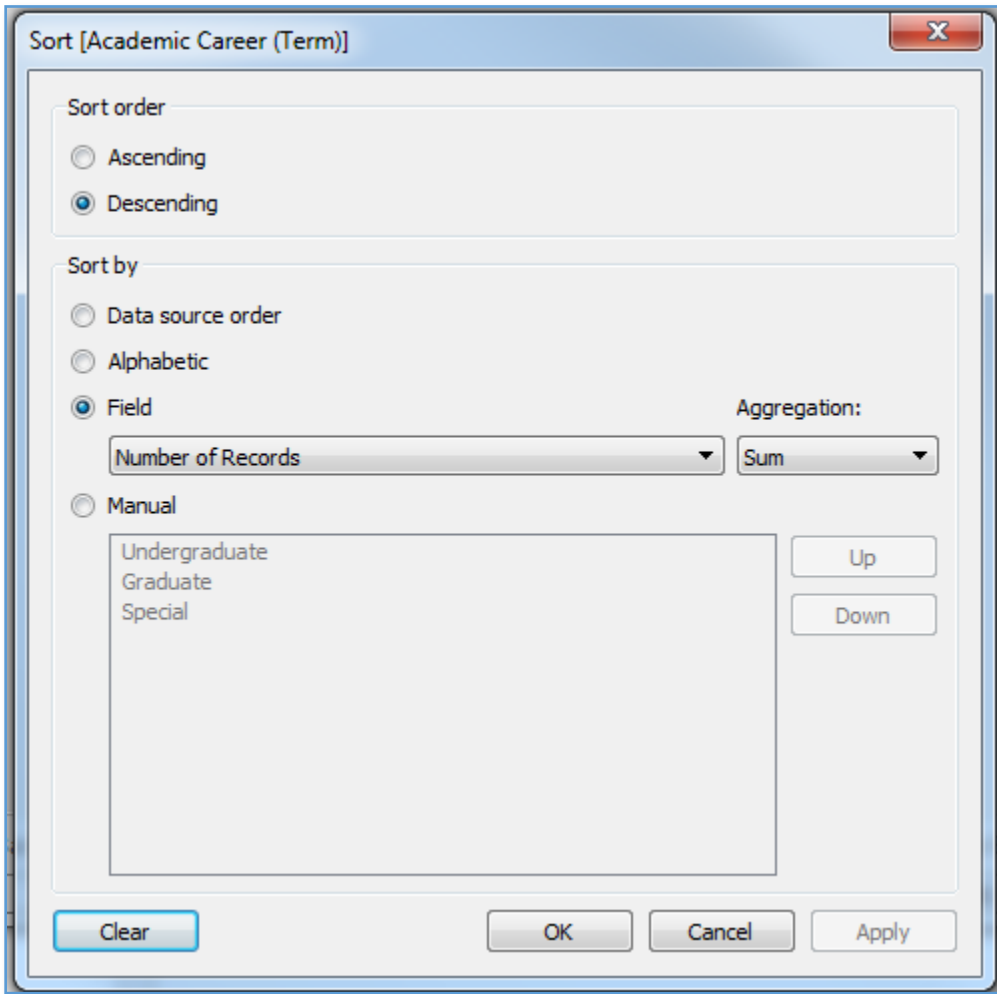 Sort [Academic Career (Term)]
Sort order
Ascending
Descending
Sort by
Data source order
Alphabetic
Field
Aggregation:
Number of Records
Sum
Manual
Undergraduate
Graduate
Special
Up
Down
Clear
OK
Cancel
Apply